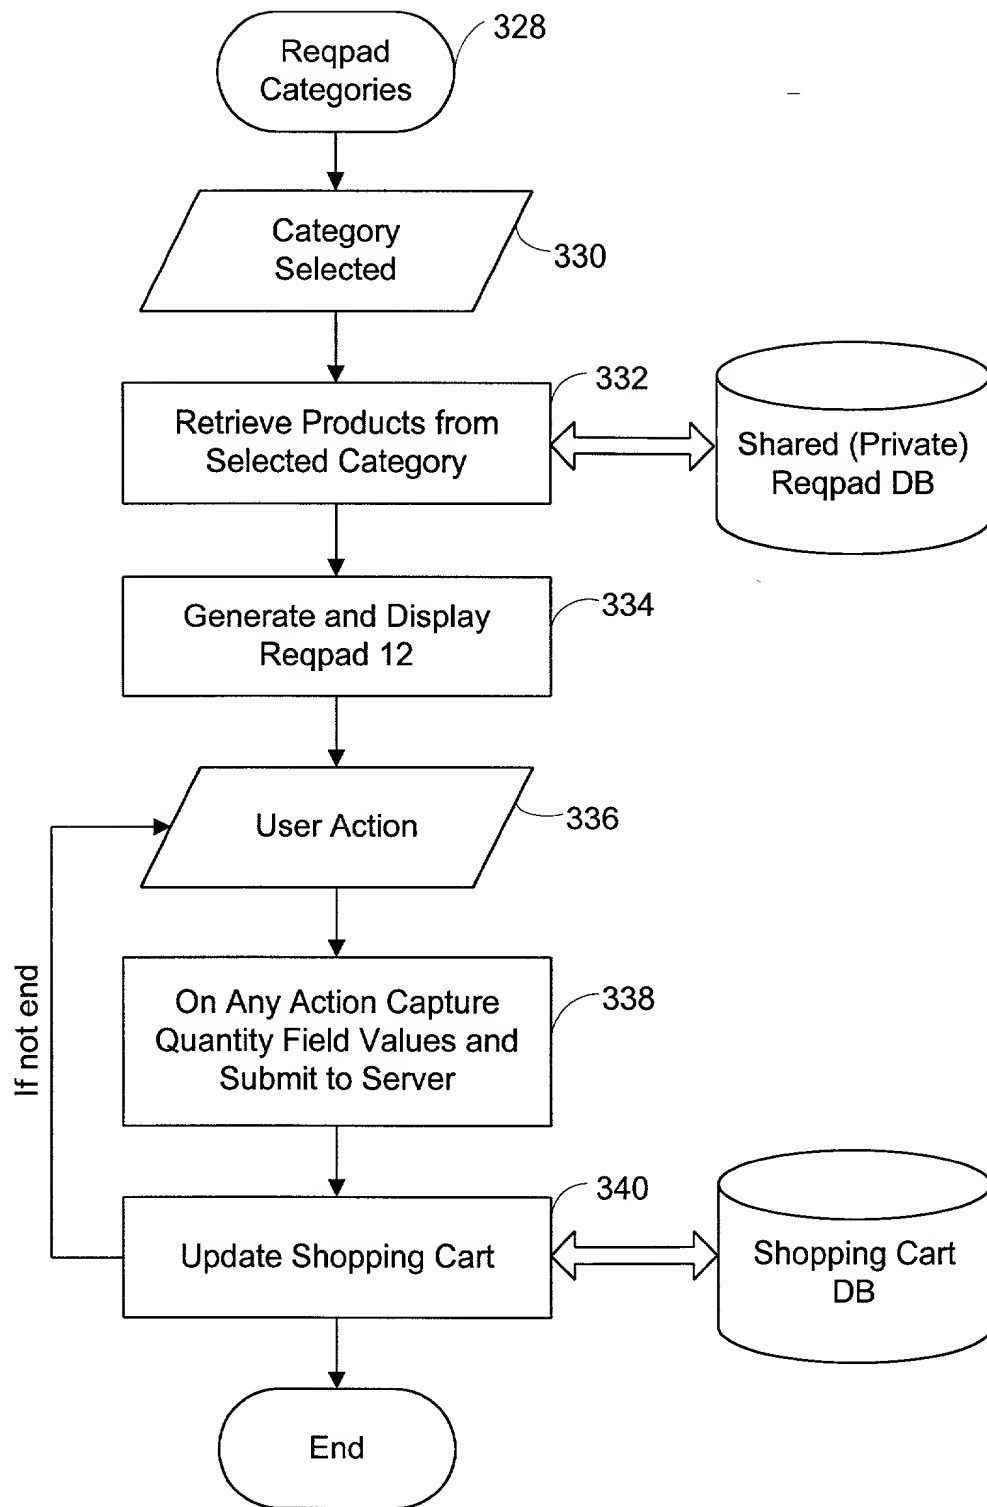 328
Reqpad
Categories
Category
Selected
330
332
Retrieve Products from
Selected Category
Shared (Private)
Reqpad DB
334
Generate and Display
Reqpad 12
User Action
336
If not end
On Any Action Capture
Quantity Field Values and
Submit to Server
338
340
Update Shopping Cart
Shopping Cart
DB
End